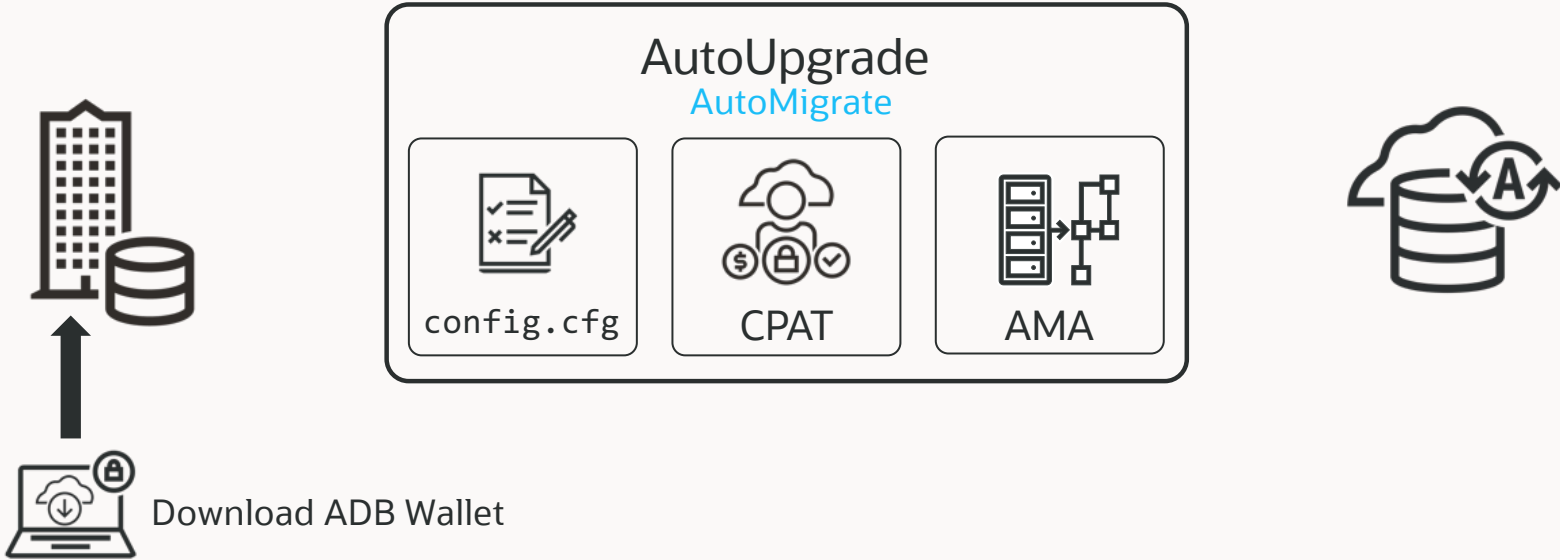 AutoUpgrade
AutoMigrate
config.cfg
CPAT
AMA
$
A
Download ADB Wallet